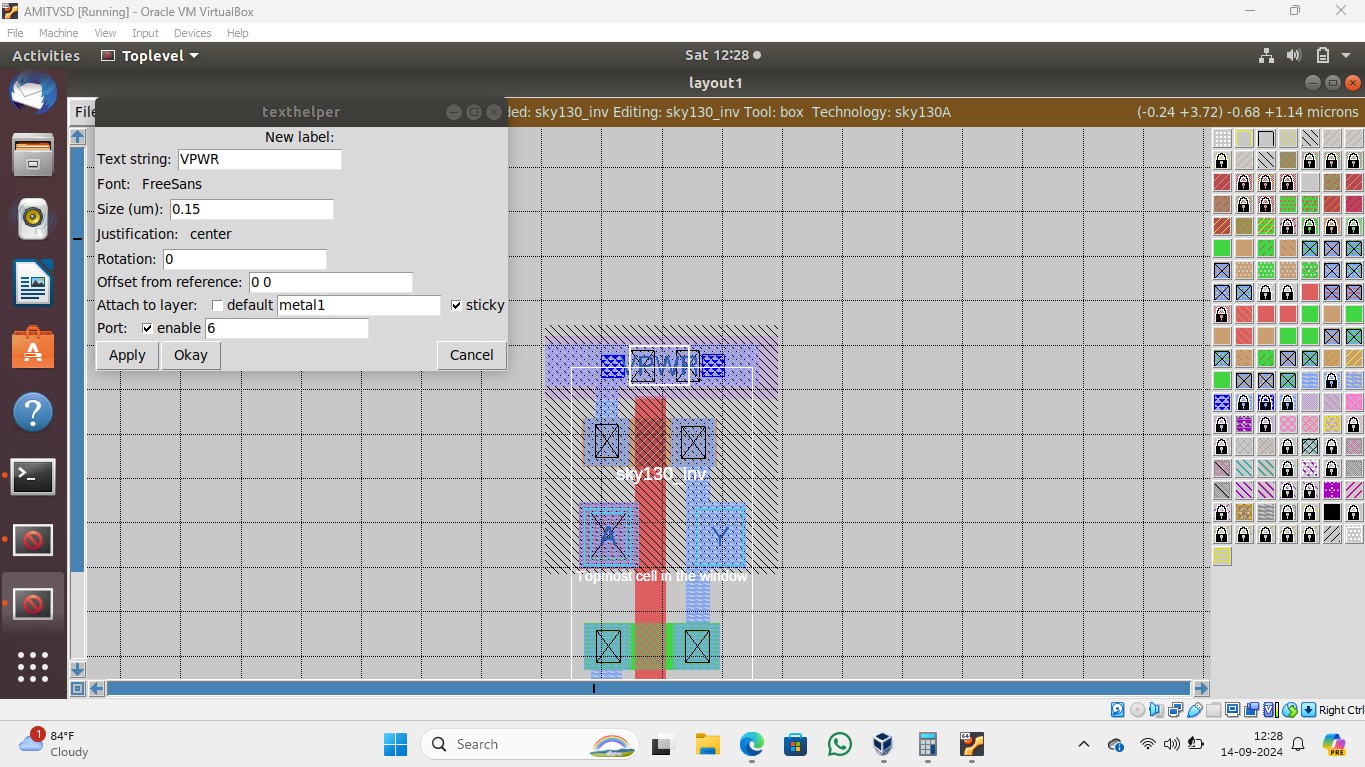 AMITVSD [Running] - Oracle VM VirtualBox
File Machine View Input Devices Help
Activities Toplevel Sat 12:28
layout1
File
ded: sky130_inv Editing: sky130_inv Tool: box Technology: sky130A (-0.24 +3.72) -0.68 +1.14 microns
texthelper
New label:
Text string: VPWR
Font: FreeSans
Size (um): 0.15
Justification: center
Rotation: 0
Offset from reference: 0 0
Attach to layer: default metal1 sticky
Port: enable 6
Apply Okay Cancel
VPWR
sky130_inv
A Y
Topmost cell in the window
Right Ctrl
1
84°F
Cloudy
Search
PRE
12:28
14-09-2024